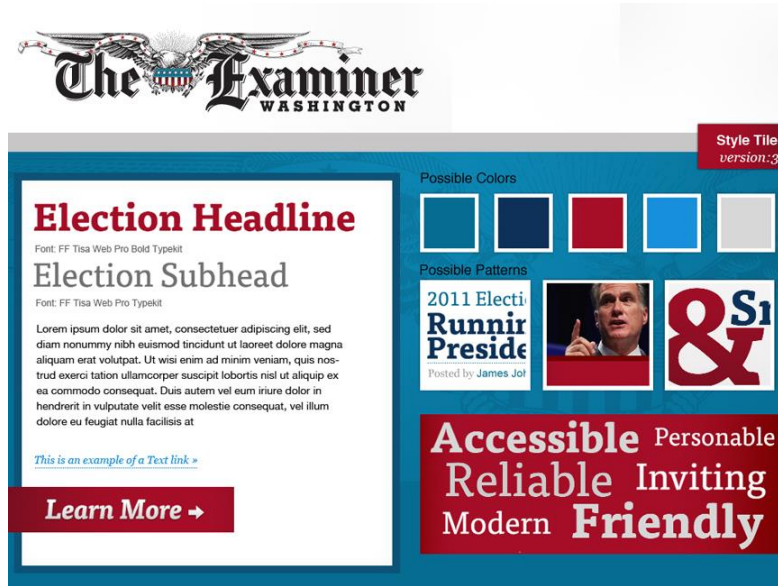 The Examiner
WASHINGTON
Style Tile
version:3
Election Headline
Font: FF Tisa Web Pro Bold Typekit
Election Subhead
Font: FF Tisa Web Pro Typekit
Lorem ipsum dolor sit amet, consectetuer adipiscing elit, sed
diam nonummy nibh euismod tincidunt ut laoreet dolore magna
aliquam erat volutpat. Ut wisi enim ad minim veniam, quis nos-
trud exerci tation ullamcorper suscipit lobortis nisl ut aliquip ex
ea commodo consequat. Duis autem vel eum iriure dolor in
hendrerit in vulputate velit esse molestie consequat, vel illum
dolore eu feugiat nulla facilisis at
This is an example of a Text link »
Learn More →
Possible Colors
Possible Patterns
2011 Electi
Runnin
Preside
Posted by James Joh
&
Accessible Personable
Reliable Inviting
Modern Friendly